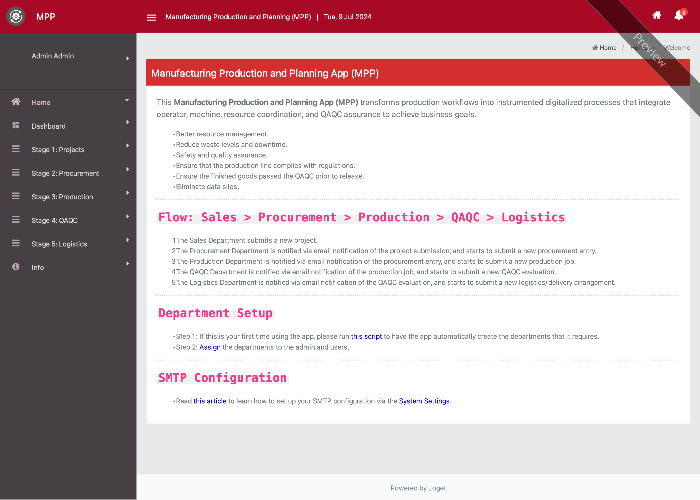 MPP
Manufacturing Production and Planning (MPP) | Tue, 9 Jul 2024
Preview
Admin Admin
Home / Home / Welcome
Manufacturing Production and Planning App (MPP)
Home
Dashboard
Stage 1: Projects
Stage 2: Procurement
Stage 3: Production
Stage 4: QAQC
Stage 5: Logistics
Info
This Manufacturing Production and Planning App (MPP) transforms production workflows into instrumented digitalized processes that integrate
operator, machine, resource coordination, and QAQC assurance to achieve business goals.
•Better resource management.
•Reduce waste levels and downtime.
•Safety and quality assurance.
•Ensure that the production line complies with regulations.
•Ensure the finished goods passed the QAQC prior to release.
•Eliminate data silos.
Flow: Sales > Procurement > Production > QAQC > Logistics
1The Sales Department submits a new project.
2The Procurement Department is notified via email notification of the project submission, and starts to submit a new procurement entry.
3The Production Department is notified via email notification of the procurement entry, and starts to submit a new production job.
4The QAQC Department is notified via email notification of the production job, and starts to submit a new QAQC evaluation.
5The Logistics Department is notified via email notification of the QAQC evaluation, and starts to submit a new logistics/delivery arrangement.
Department Setup
•Step 1: If this is your first time using the app, please run this script to have the app automatically create the departments that it requires.
•Step 2: Assign the departments to the admin and users.
SMTP Configuration
•Read this article to learn how to set up your SMTP configuration via the System Settings.
Powered by Joget